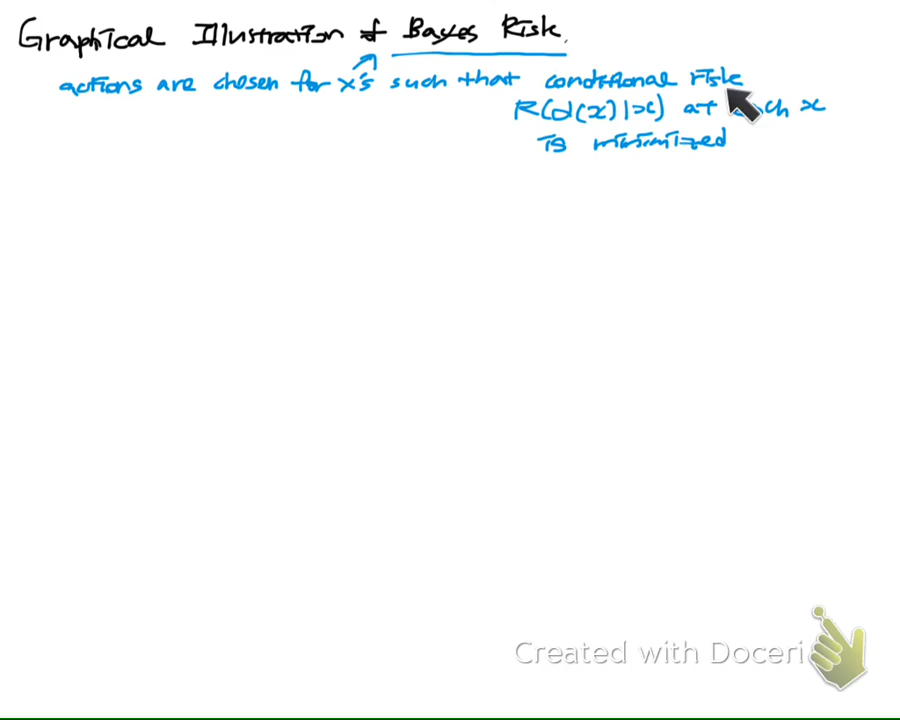 Graphical Illustration of Bayes Risk.
actions are chosen for x's such that conditional risk
R(α(x)|x) at each x
is minimized
Created with Doceri